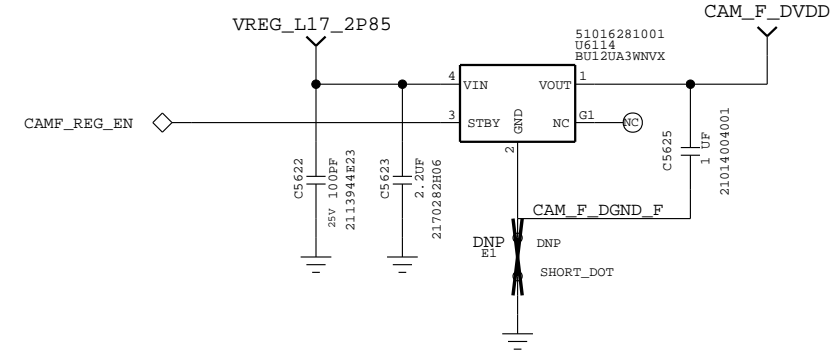 CAM_F_DVDD
VREG_L17_2P85
51016281001
U6114
BU12UA3WNVX
4
VIN
VOUT
1
CAMF_REG_EN
3
STBY
GND
NC
G1
NC
2
C5622
100PF
25V
2113944E23
C5623
2.2UF
2170282H06
C5625
1 UF
21014004001
CAM_F_DGND_F
DNP
E1
DNP
SHORT_DOT